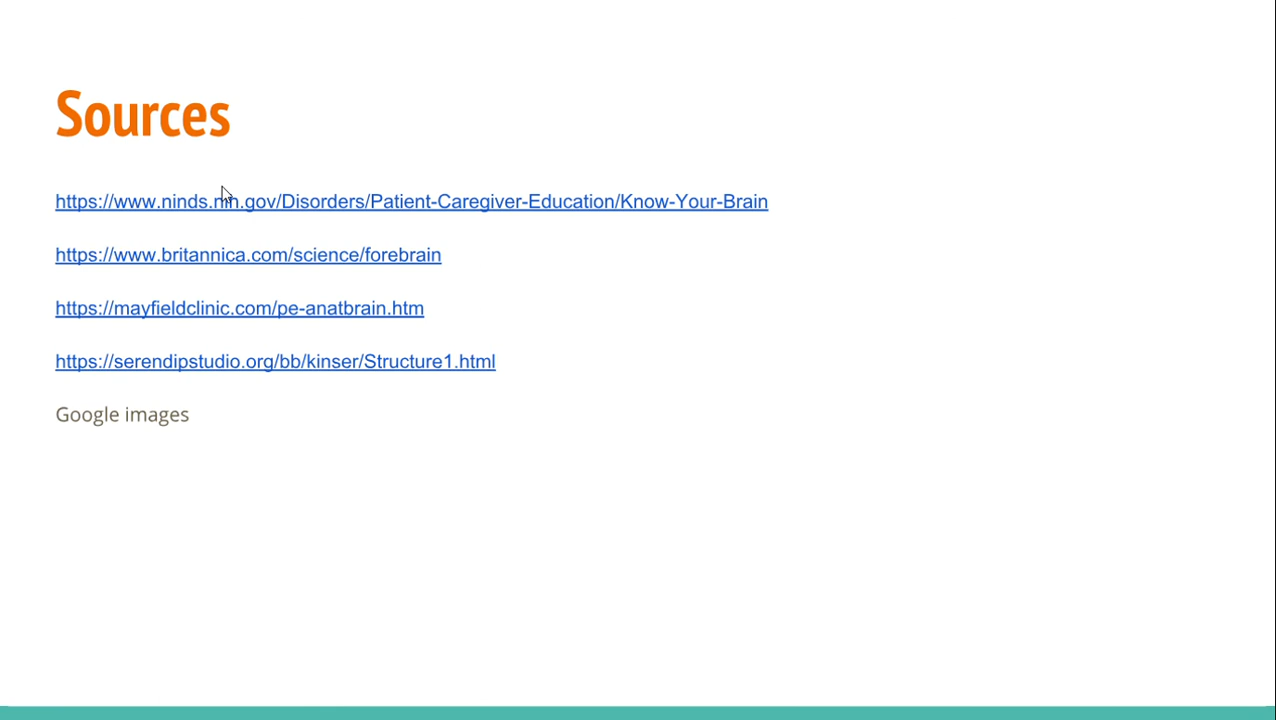 Sources
https://www.ninds.nih.gov/Disorders/Patient-Caregiver-Education/Know-Your-Brain
https://www.britannica.com/science/forebrain
https://mayfieldclinic.com/pe-anatbrain.htm
https://serendipstudio.org/bb/kinser/Structure1.html
Google images